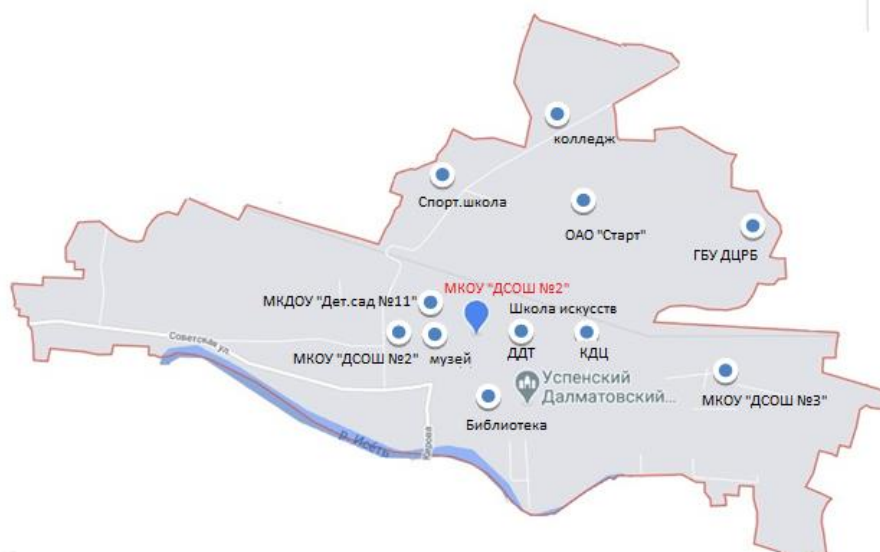 колледж
Спорт.школа
ОАО "Старт"
ГБУ ДЦРБ
МКОУ "ДСОШ №2"
МКДОУ "Дет.сад №11"
Школа искусств
Советская ул.
МКОУ "ДСОШ №2"
музей
ДДТ
КДЦ
Успенский
Далматовский...
МКОУ "ДСОШ №3"
Библиотека
р. Исеть
Кирова